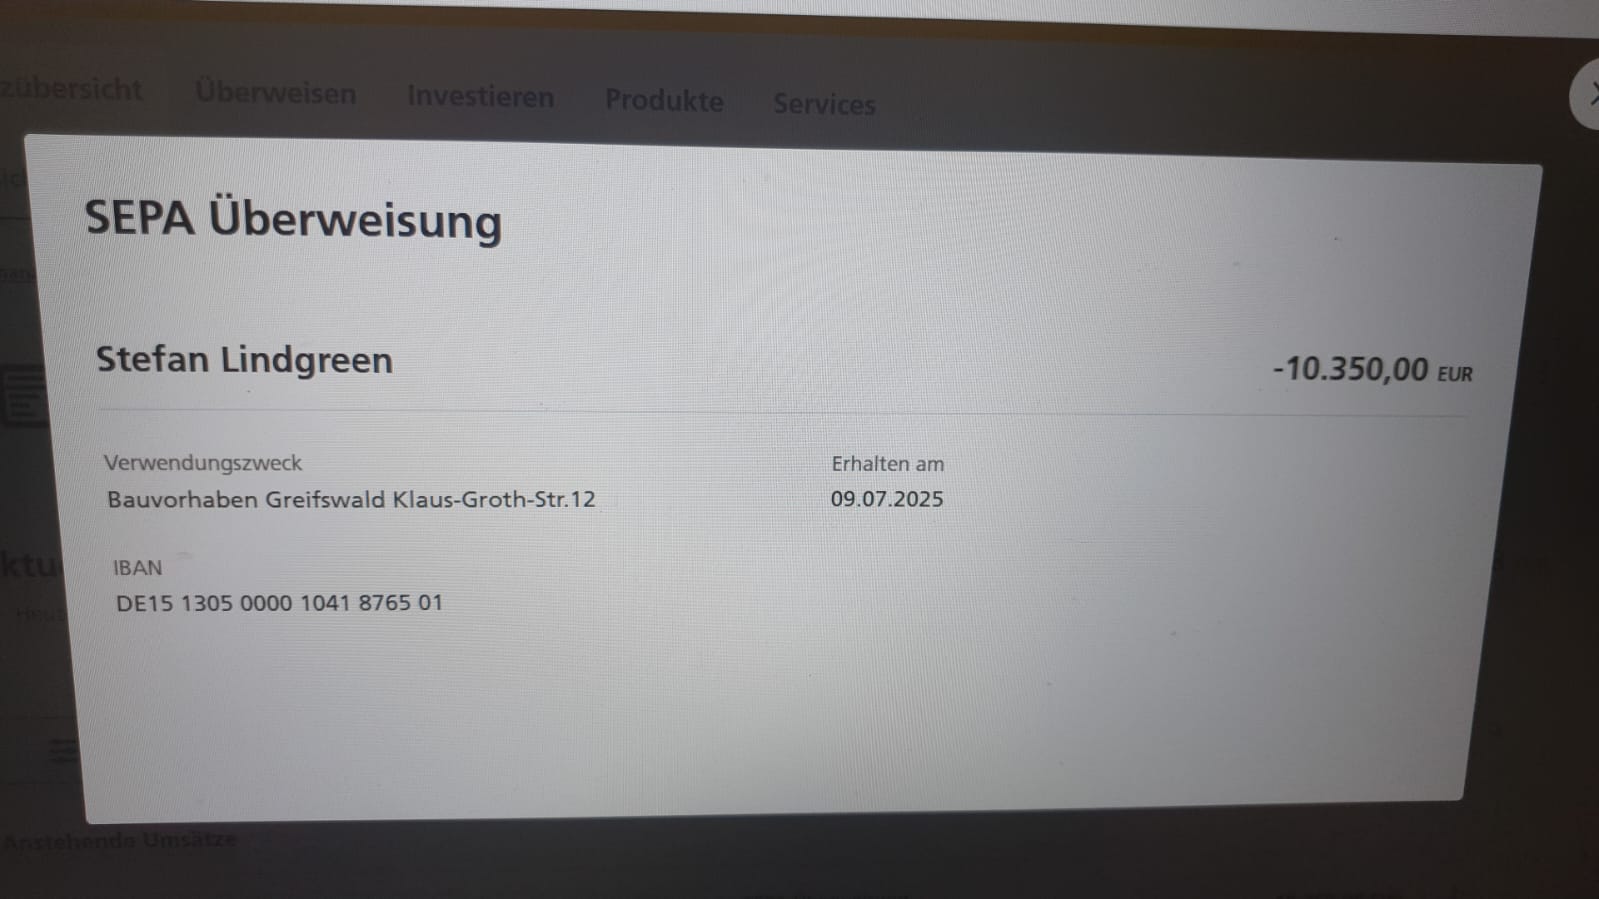 zübersicht
Überweisen
Investieren
Produkte
Services
SEPA Überweisung
Stefan Lindgreen
-10.350,00 EUR
Verwendungszweck
Bauvorhaben Greifswald Klaus-Groth-Str.12
Erhalten am
09.07.2025
IBAN
DE15 1305 0000 1041 8765 01
ktu
Heute
Anstehende Umsätze